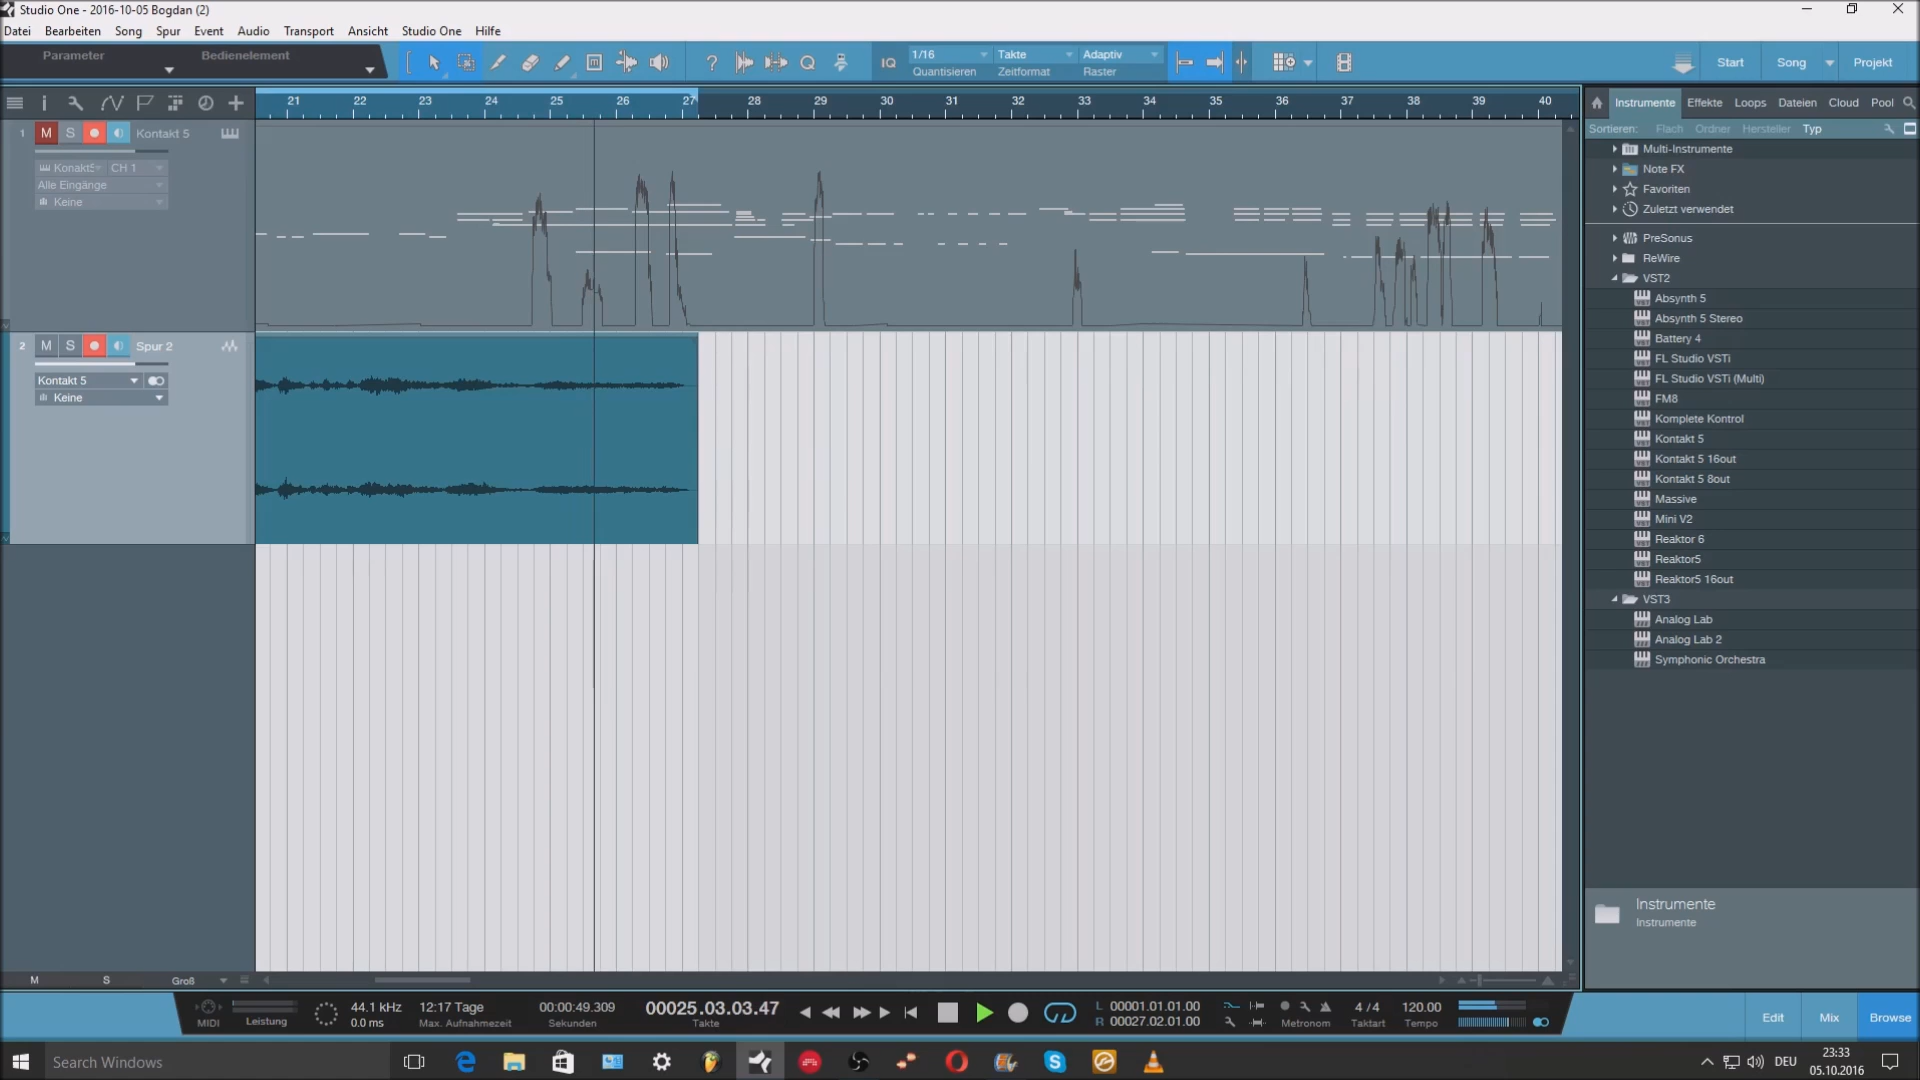 Studio One - 2016-10-05 Bogdan (2)
Datei Bearbeiten Song Spur Event Audio Transport Ansicht Studio One Hilfe
Parameter Bedienelement
IQ 1/16 Takte Adaptiv
Quantisieren Zeitformat Raster
Start Song Projekt
21 22 23 24 25 26 27 28 29 30 31 32 33 34 35 36 37 38 39 40
Instrumente Effekte Loops Dateien Cloud Pool
Sortieren: Flach Ordner Hersteller Typ
1 M S Kontakt 5
CH 1
Alle Eingänge
Keine
2 M S Spur 2
Kontakt 5
Keine
Multi-Instrumente
Note FX
Favoriten
Zuletzt verwendet
PreSonus
ReWire
VST2
Absynth 5
Absynth 5 Stereo
Battery 4
FL Studio VSTi
FL Studio VSTi (Multi)
FM8
Komplete Kontrol
Kontakt 5
Kontakt 5 16out
Kontakt 5 8out
Massive
Mini V2
Reaktor 6
Reaktor5
Reaktor5 16out
VST3
Analog Lab
Analog Lab 2
Symphonic Orchestra
Instrumente
Instrumente
M S Groß
MIDI Leistung
44.1 kHz
0.0 ms
12:17 Tage
Max. Aufnahmezeit
00:00:49.309
Sekunden
00025.03.03.47
Takte
L 00001.01.01.00
R 00027.02.01.00
Metronom
4 / 4
Taktart
120.00
Tempo
Edit Mix Browse
Search Windows
DEU
23:33
05.10.2016